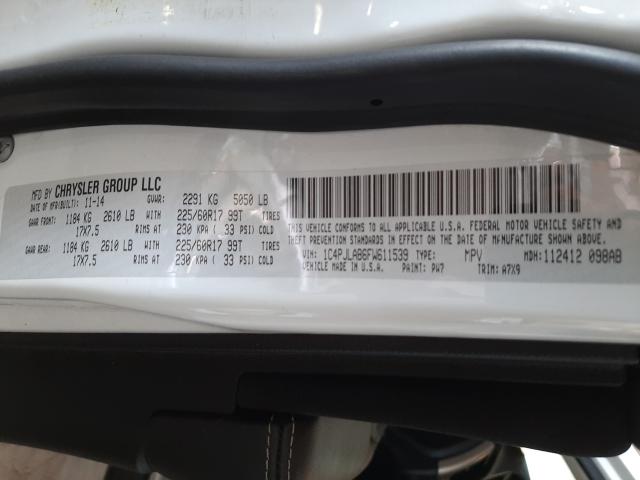 MFD BY CHRYSLER GROUP LLC
DATE OF MFR(BUILT): 11-14 GVWR: 2291 KG 5050 LB
GAWR FRONT: 1184 KG 2610 LB WITH 225/60R17 99T TIRES
17X7.5 RIMS AT 230 KPA ( 33 PSI) COLD
GAWR REAR: 1184 KG 2610 LB WITH 225/60R17 99T TIRES
17X7.5 RIMS AT 230 KPA ( 33 PSI) COLD
THIS VEHICLE CONFORMS TO ALL APPLICABLE U.S.A. FEDERAL MOTOR VEHICLE SAFETY AND
THEFT PREVENTION STANDARDS IN EFFECT ON THE DATE OF MANUFACTURE SHOWN ABOVE.
VIN: 1C4PJLAB6FW611539 MPV MDH: 112412 098AB
VEHICLE MADE IN U.S.A. PAINT: PW7 TRIM: A7X9